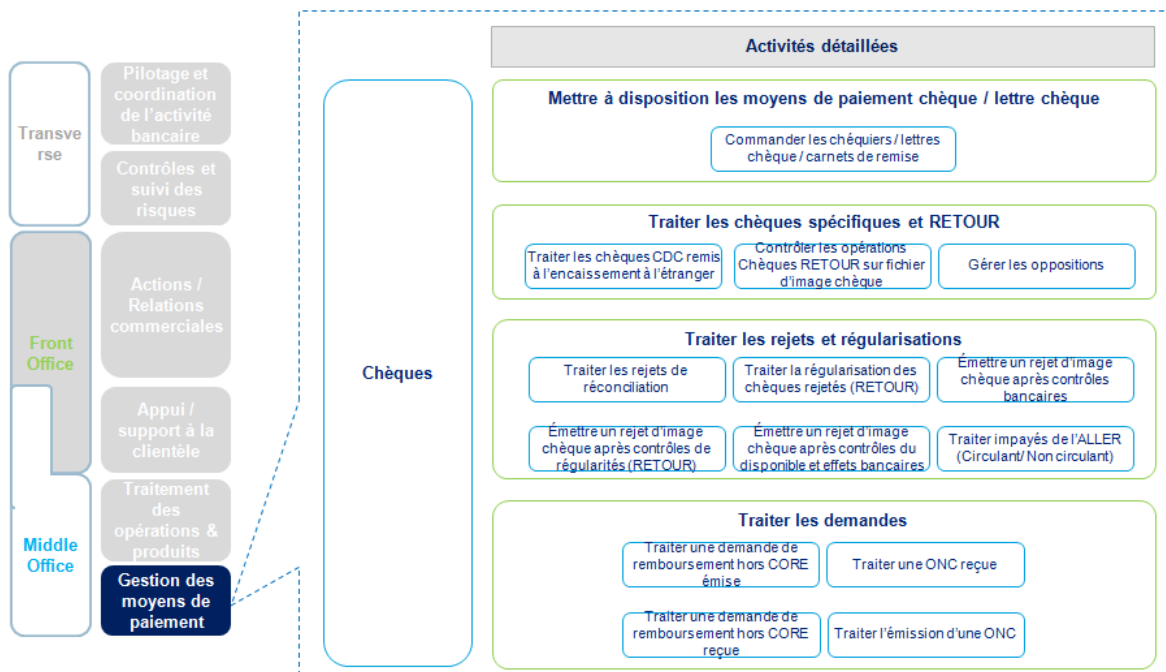 Transve
rse
Front
Office
Middle
Office
Pilotage et
coordination
de l'activité
bancaire
Contrôles et
suivi des
risques
Actions /
Relations
commerciales
Appui /
support à la
clientèle
Traitement
des
opérations &
produits
Gestion des
moyens de
paiement
Chèques
Activités détaillées
Mettre à disposition les moyens de paiement chèque / lettre chèque
Commander les chéquiers / lettres
chèque / carnets de remise
Traiter les chèques spécifiques et RETOUR
Traiter les chèques CDC remis
à l'encaissement à l'étranger
Contrôler les opérations
Chèques RETOUR sur fichier
d'image chèque
Gérer les oppositions
Traiter les rejets et régularisations
Traiter les rejets de
réconciliation
Traiter la régularisation des
chèques rejetés (RETOUR)
Émettre un rejet d'image
chèque après contrôles
bancaires
Émettre un rejet d'image
chèque après contrôles de
régularités (RETOUR)
Émettre un rejet d'image
chèque après contrôles du
disponible et effets bancaires
Traiter impayés de l'ALLER
(Circulant/ Non circulant)
Traiter les demandes
Traiter une demande de
remboursement hors CORE
émise
Traiter une ONC reçue
Traiter une demande de
remboursement hors CORE
reçue
Traiter l'émission d'une ONC